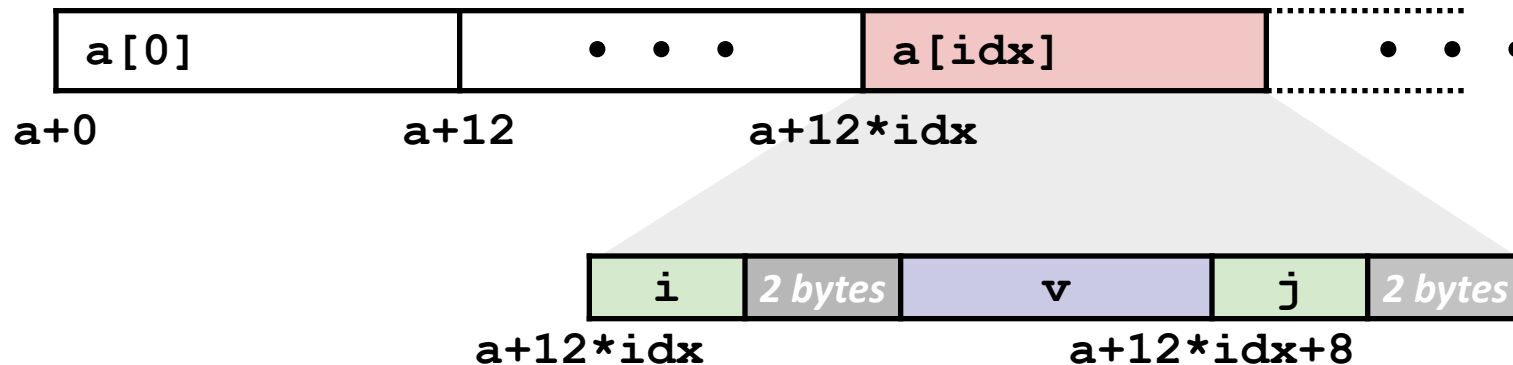 a[0] • • • a[idx] • • •
a+0 a+12 a+12*idx
i 2 bytes v j 2 bytes
a+12*idx a+12*idx+8